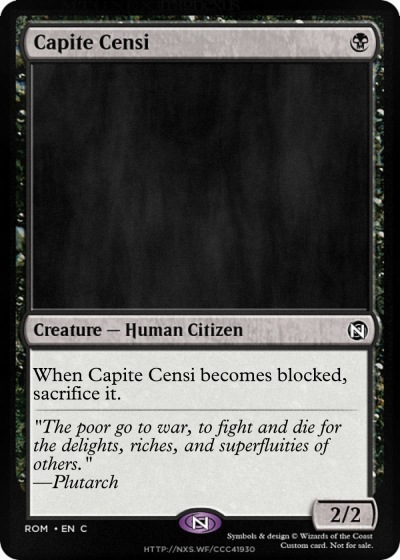 Capite Censi
Creature — Human Citizen
When Capite Censi becomes blocked,
sacrifice it.
"The poor go to war, to fight and die for
the delights, riches, and superfluities of
others."
—Plutarch
2/2
ROM • EN C
Symbols & design © Wizards of the Coast
Custom card. Not for sale.
HTTP://NXS.WF/CCC41930